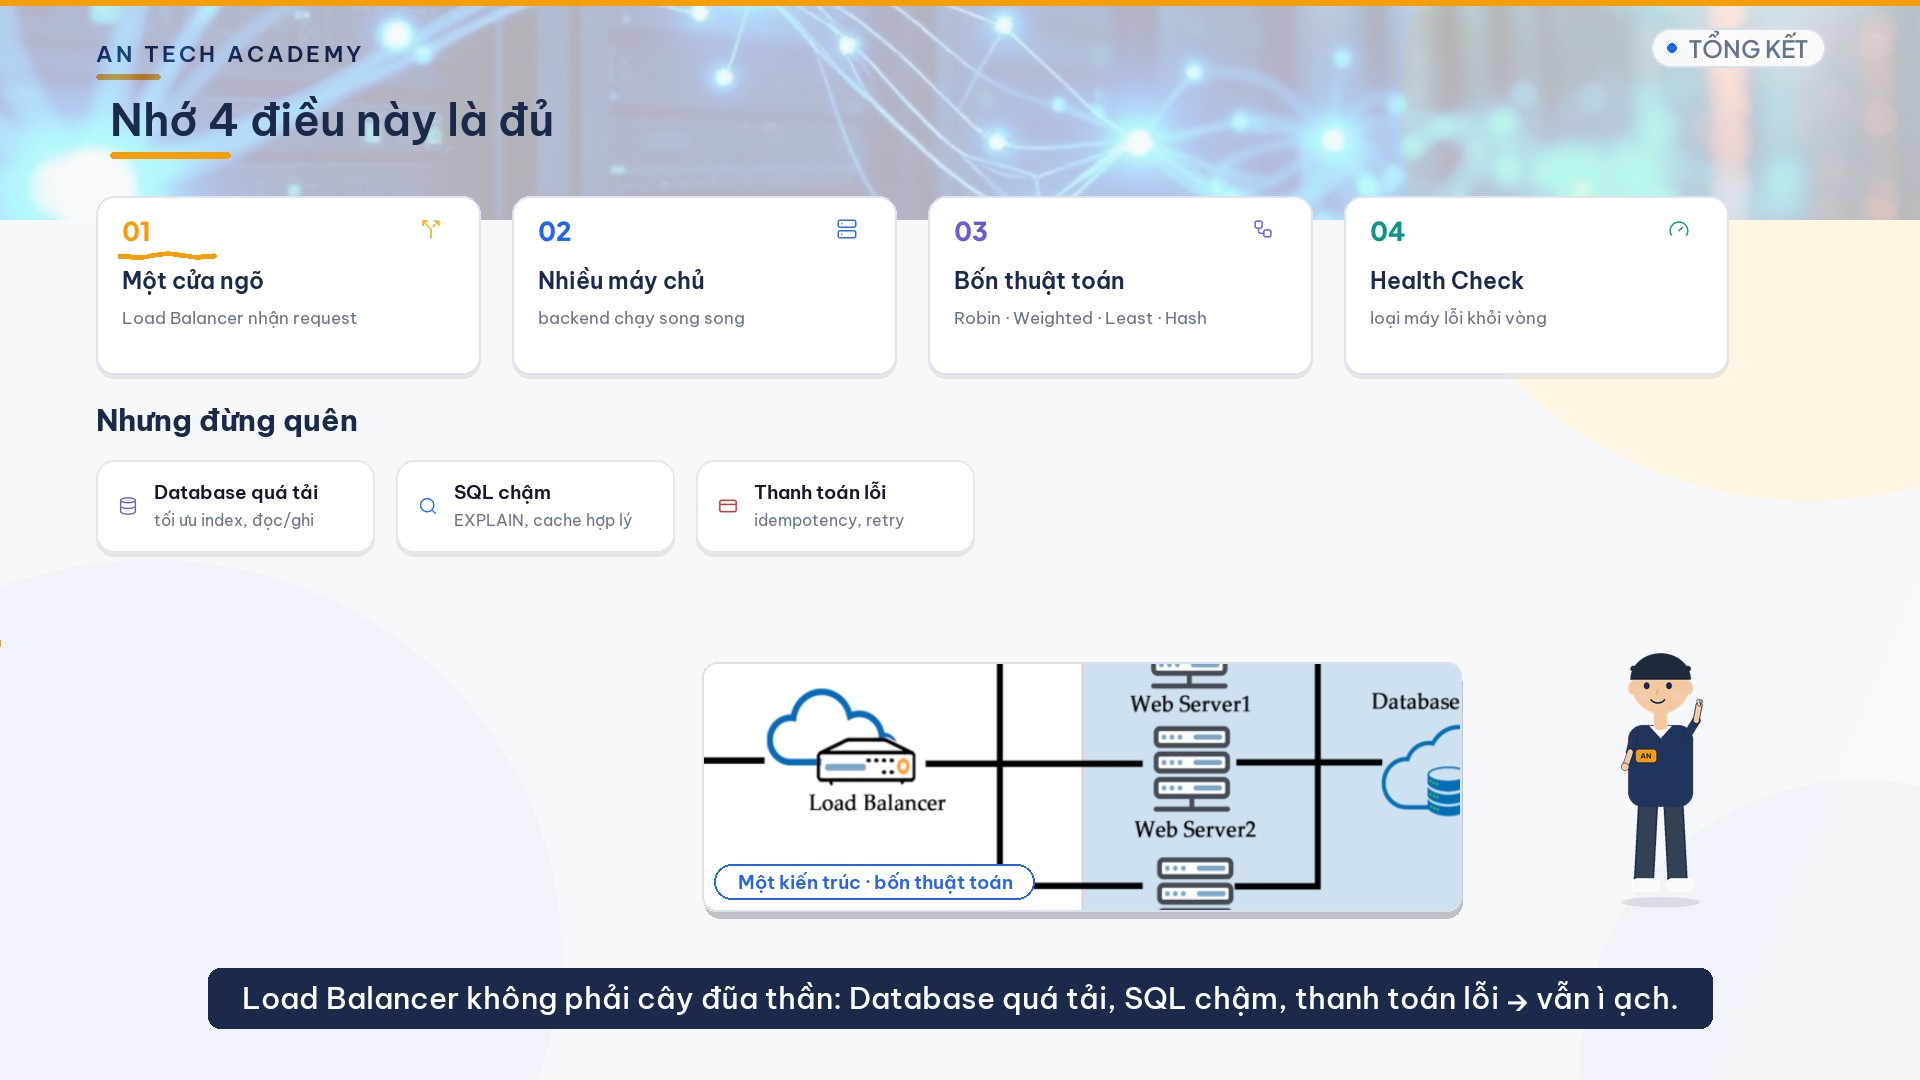 AN TECH ACADEMY
TỔNG KẾT
Nhớ 4 điều này là đủ
01
Một cửa ngõ
Load Balancer nhận request
02
Nhiều máy chủ
backend chạy song song
03
Bốn thuật toán
Robin · Weighted · Least · Hash
04
Health Check
loại máy lỗi khỏi vòng
Nhưng đừng quên
Database quá tải
tối ưu index, đọc/ghi
SQL chậm
EXPLAIN, cache hợp lý
Thanh toán lỗi
idempotency, retry
Web Server1
Database
Load Balancer
Web Server2
Một kiến trúc · bốn thuật toán
AN
Load Balancer không phải cây đũa thần: Database quá tải, SQL chậm, thanh toán lỗi → vẫn ì ạch.